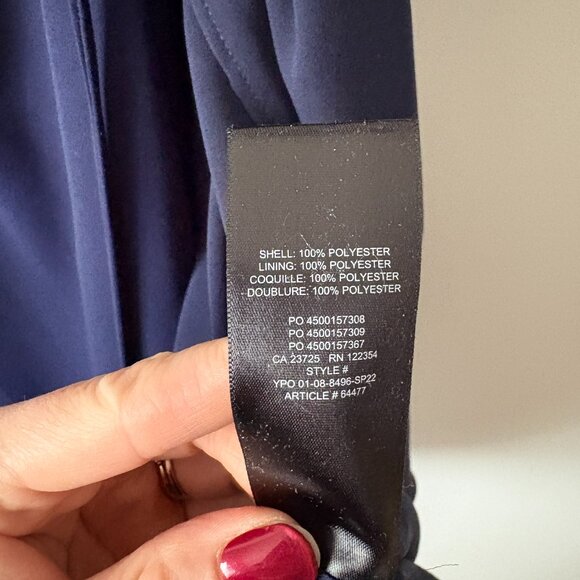 SHELL: 100% POLYESTER
LINING: 100% POLYESTER
COQUILLE: 100% POLYESTER
DOUBLURE: 100% POLYESTER
PO 4500157308
PO 4500157309
PO 4500157367
CA 23725 RN 122354
STYLE #
YPO 01-08-8496-SP22
ARTICLE # 64477